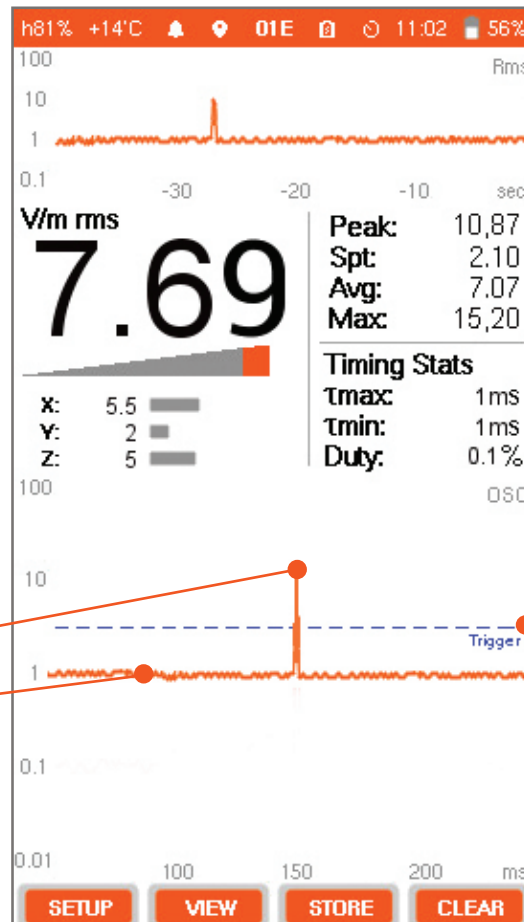 h81% +14°C 01E 11:02 56%
100
Rms
10
1
0.1
-30 -20 -10 sec
V/m rms
7.69
Peak: 10,87
Spt: 2.10
Avg: 7.07
Max: 15,20
Timing Stats
τmax: 1ms
τmin: 1ms
Duty: 0.1%
X: 5.5
Y: 2
Z: 5
100
OSC
10
Trigger
1
0.1
0.01
100 150 200 ms
SETUP VIEW STORE CLEAR